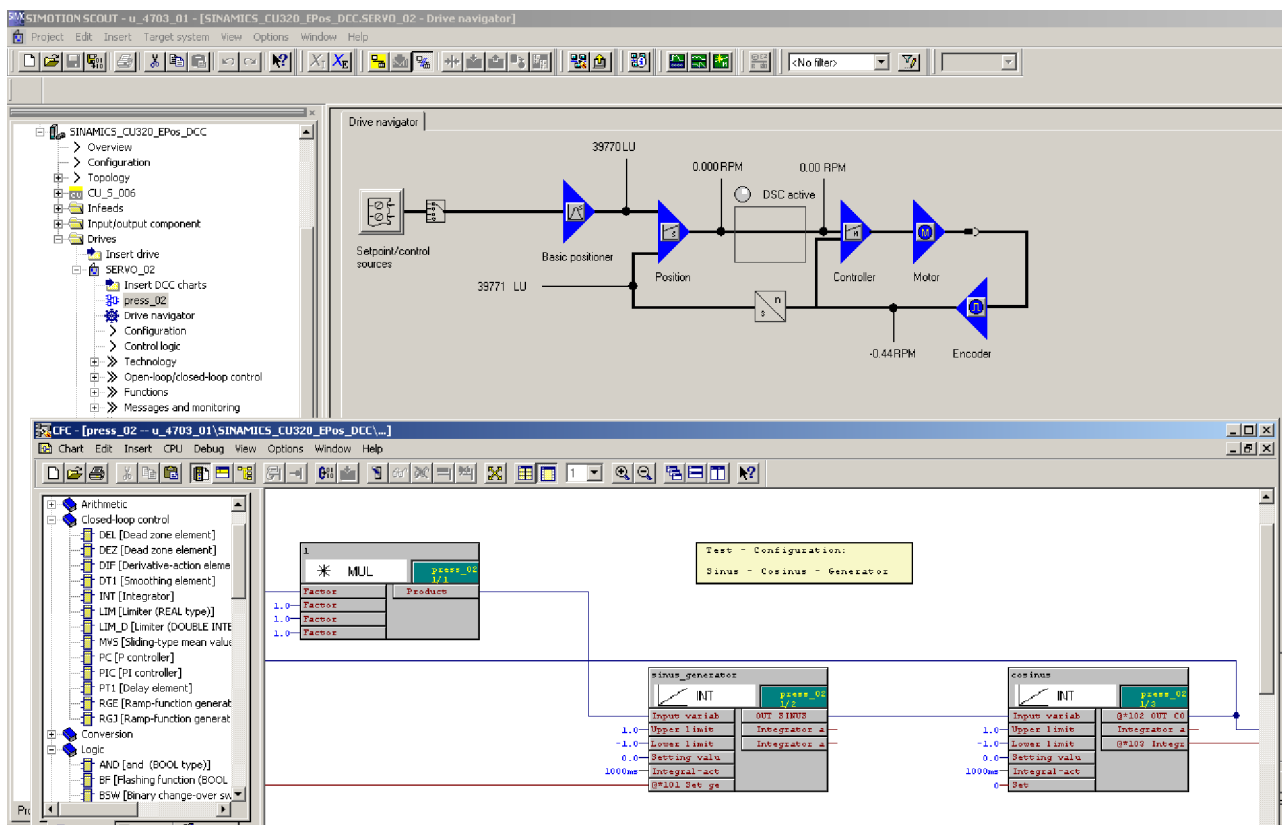 SIMOTION SCOUT - u_4703_01 - [SINAMICS_CU320_EPos_DCC.SERVO_02 - Drive navigator]
Project Edit Insert Target system View Options Window Help
<No filter>
SINAMICS_CU320_EPos_DCC
Overview
Configuration
Topology
CU_S_006
Infeeds
Input/output component
Drives
Insert drive
SERVO_02
Insert DCC charts
press_02
Drive navigator
Configuration
Control logic
Technology
Open-loop/closed-loop control
Functions
Messages and monitoring
Drive navigator
39770 LU
0.000 RPM
0.00 RPM
DSC active
Setpoint/control
sources
Basic positioner
Position
Controller
Motor
39771 LU
s n
-0.44 RPM
Encoder
CFC - [press_02 -- u_4703_01\SINAMICS_CU320_EPos_DCC\...]
Chart Edit Insert CPU Debug View Options Window Help
1
Arithmetic
Closed-loop control
DEL [Dead zone element]
DEZ [Dead zone element]
DIF [Derivative-action eleme
DT1 [Smoothing element]
INT [Integrator]
LIM [Limiter (REAL type)]
LIM_D [Limiter (DOUBLE INTE
MVS [Sliding-type mean value
PC [P controller]
PIC [PI controller]
PT1 [Delay element]
RGE [Ramp-function generat
RGJ [Ramp-function generat
Conversion
Logic
AND [and (BOOL type)]
BF [Flashing function (BOOL
BSW [Binary change-over sw
Pro
1
MUL
press_02
1/1
Factor Product
1.0 Factor
1.0 Factor
1.0 Factor
Test - Configuration:
Sinus - Cosinus - Generator
sinus_generator
INT
press_02
1/2
Input variab OUT SINUS
1.0 Upper limit Integrator a
-1.0 Lower limit Integrator a
0.0 Setting valu
1000ms Integral-act
@*101 Set ge
cosinus
INT
press_02
1/3
Input variab @*102 OUT CO
1.0 Upper limit Integrator a
-1.0 Lower limit @*103 Integr
0.0 Setting valu
1000ms Integral-act
0 Set